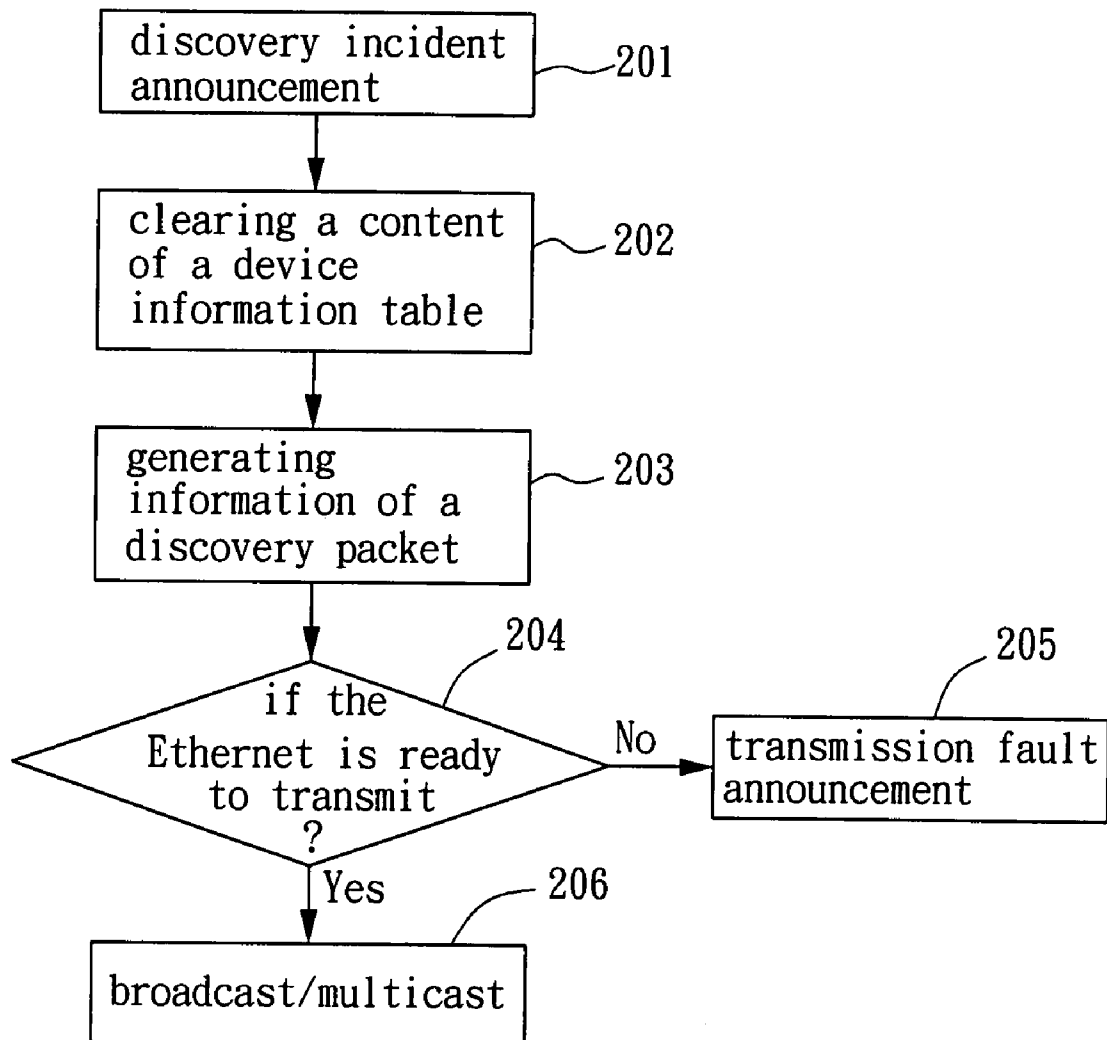 discovery incident
announcement
201
clearing a content
of a device
information table
202
generating
information of a
discovery packet
203
204
if the
Ethernet is ready
to transmit
?
No
205
transmission fault
announcement
Yes
206
broadcast/multicast